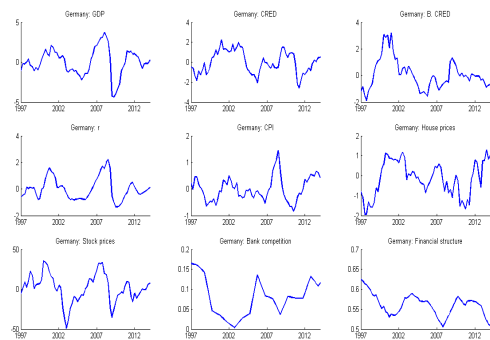 Germany: GDP
5
0
-5
1997 2002 2007 2012
Germany: CRED
4
2
0
-2
-4
1997 2002 2007 2012
Germany: B. CRED
4
2
0
-2
1997 2002 2007 2012
Germany: r
4
2
0
-2
1997 2002 2007 2012
Germany: CPI
2
1
0
-1
1997 2002 2007 2012
Germany: House prices
2
1
0
-1
-2
1997 2002 2007 2012
Germany: Stock prices
50
0
-50
1997 2002 2007 2012
Germany: Bank competition
0.2
0.15
0.1
0.05
0
1997 2002 2007 2012
Germany: Financial structure
0.7
0.65
0.6
0.55
0.5
1997 2002 2007 2012